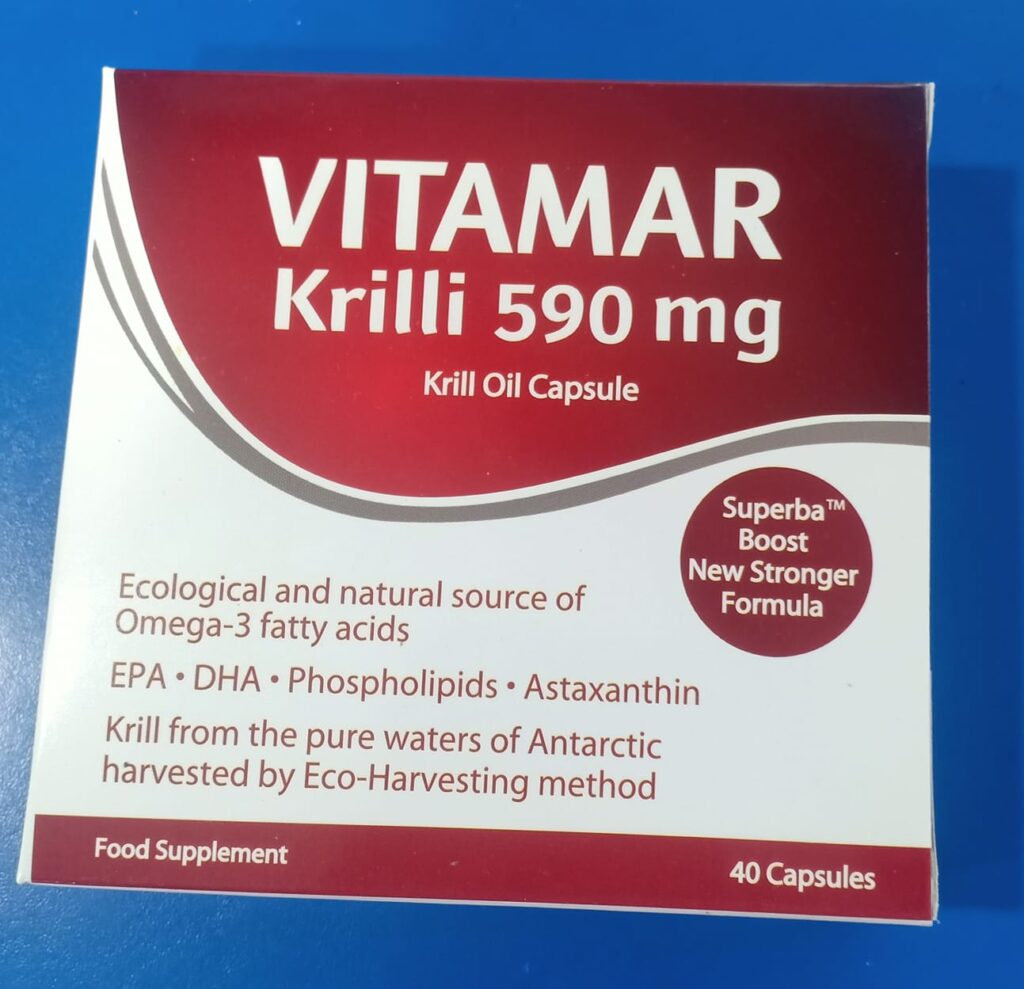 VITAMAR
Krilli 590 mg
Krill Oil Capsule
Superba™
Boost
New Stronger
Formula
Ecological and natural source of
Omega-3 fatty acids
EPA • DHA • Phospholipids • Astaxanthin
Krill from the pure waters of Antarctic
harvested by Eco-Harvesting method
Food Supplement
40 Capsules